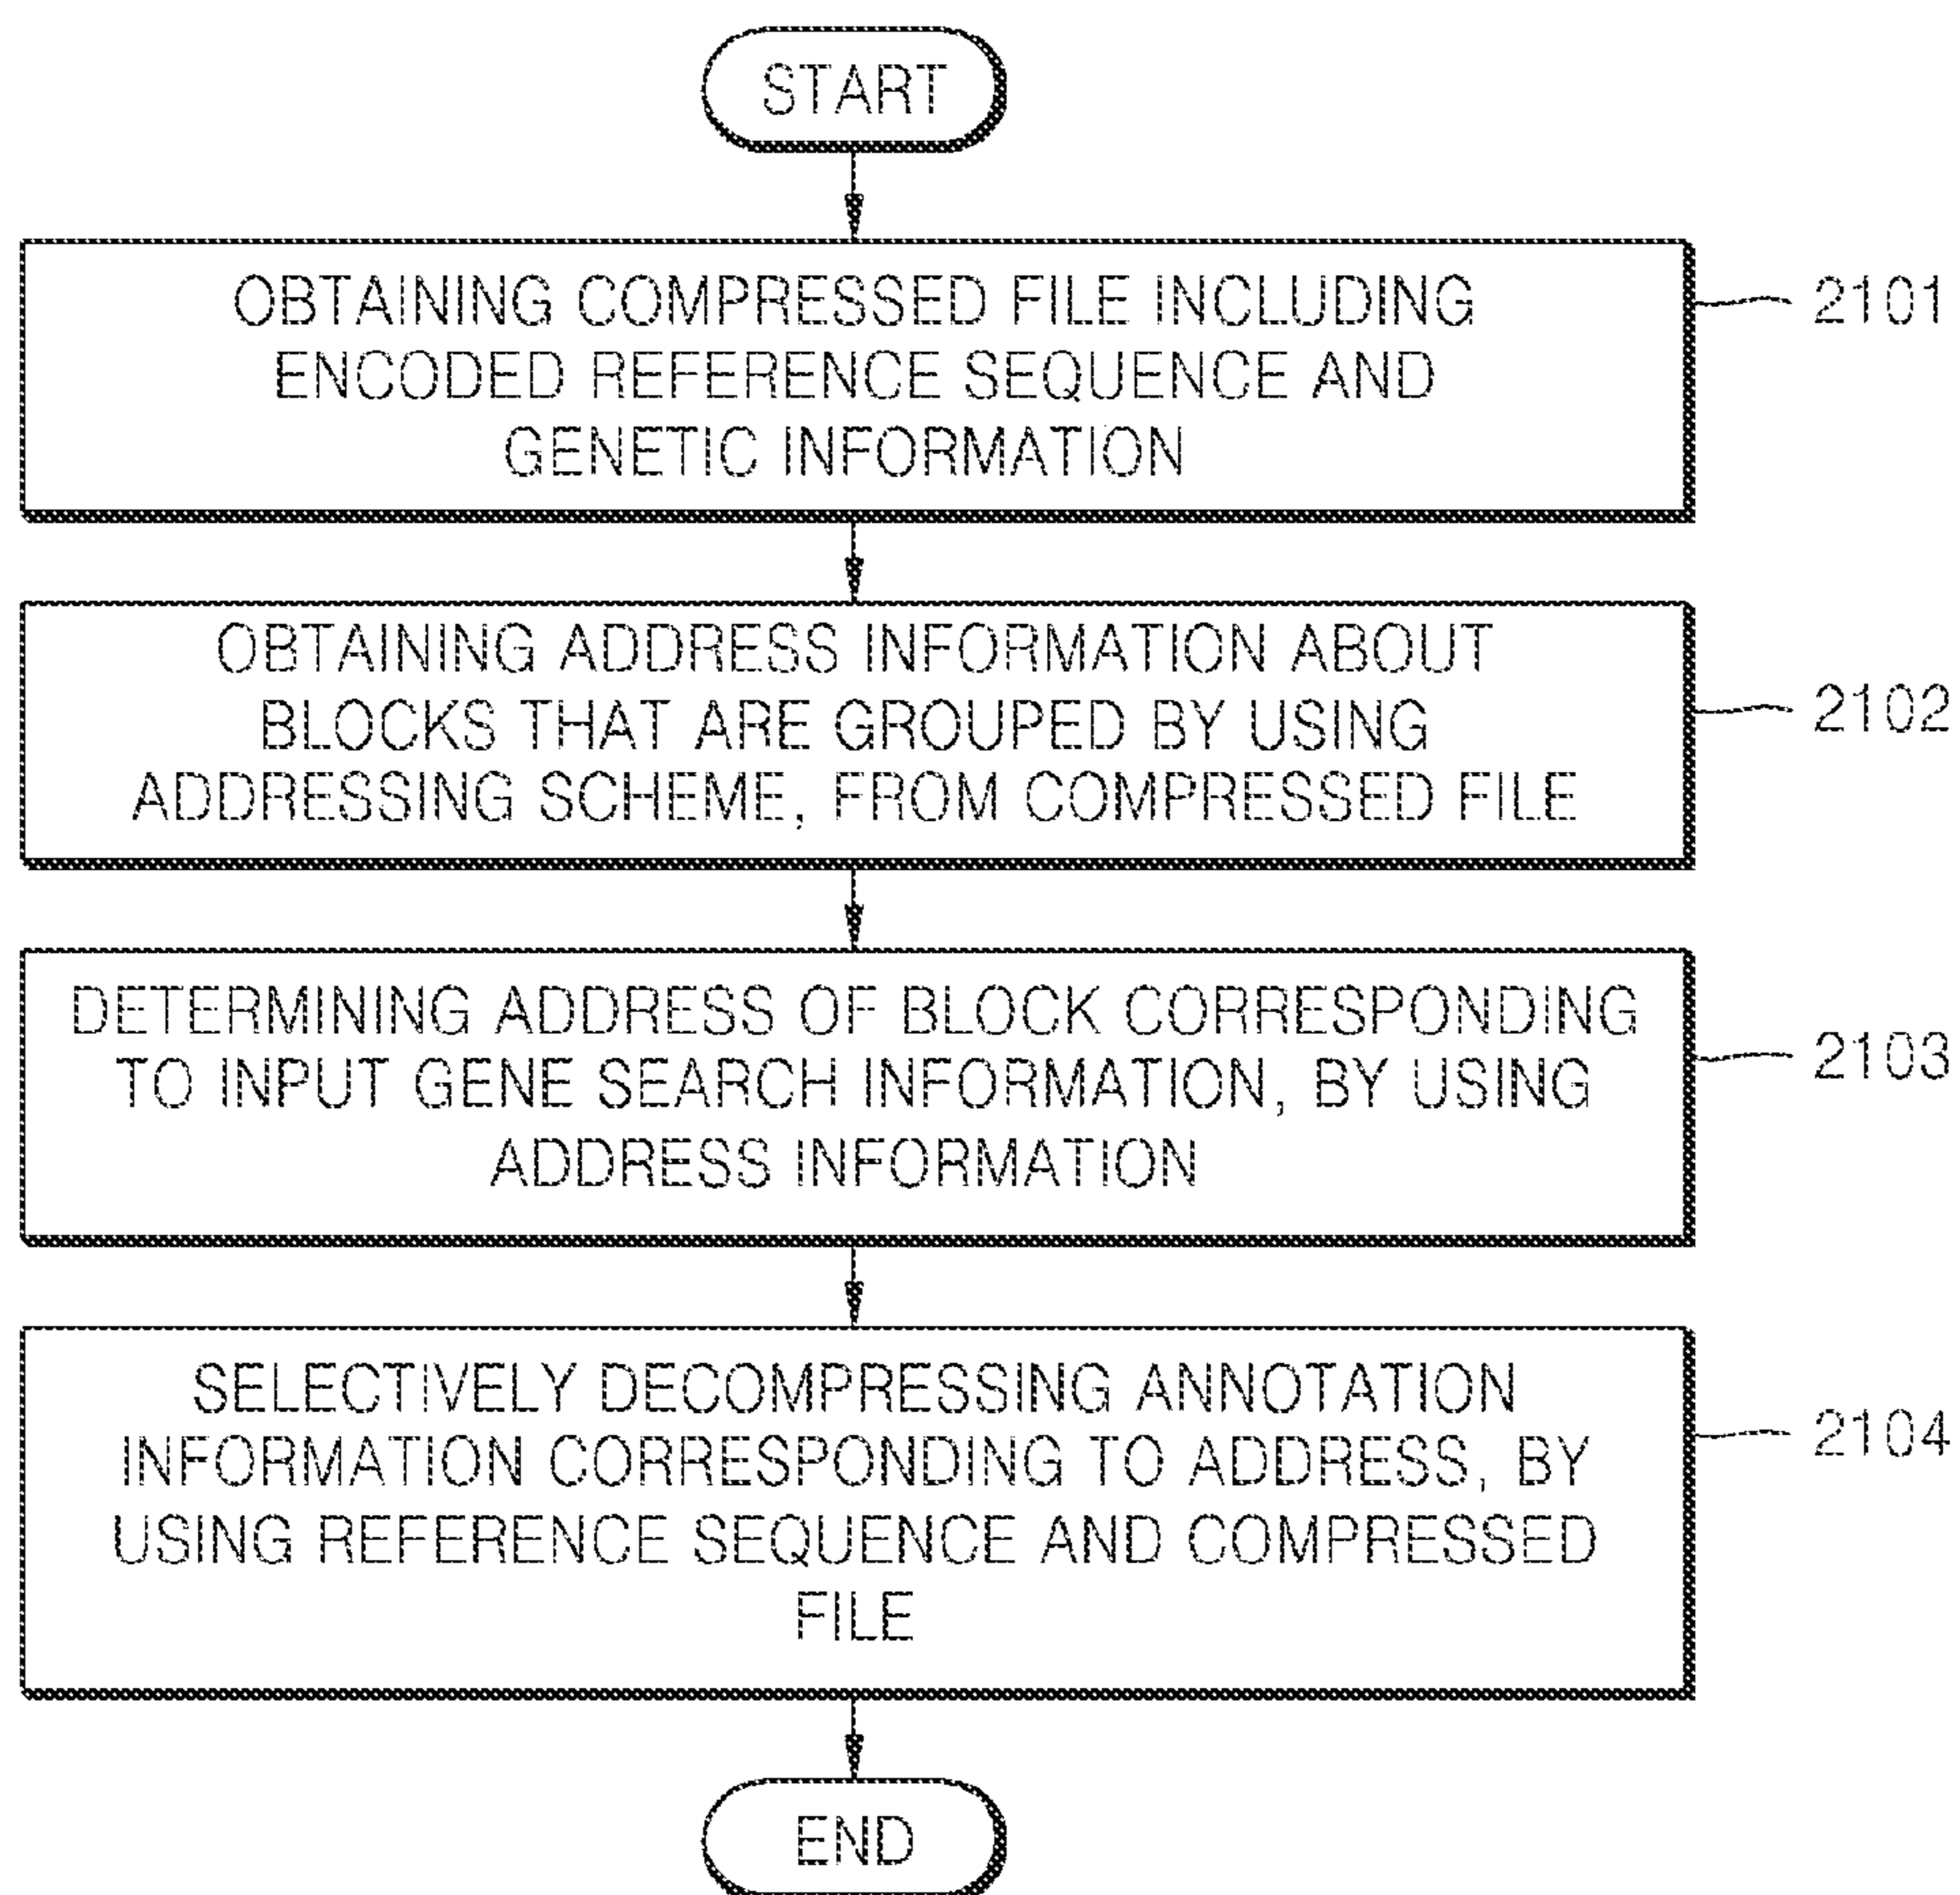 START
OBTAINING COMPRESSED FILE INCLUDING
ENCODED REFERENCE SEQUENCE AND
GENETIC INFORMATION
2101
OBTAINING ADDRESS INFORMATION ABOUT
BLOCKS THAT ARE GROUPED BY USING
ADDRESSING SCHEME, FROM COMPRESSED FILE
2102
DETERMINING ADDRESS OF BLOCK CORRESPONDING
TO INPUT GENE SEARCH INFORMATION, BY USING
ADDRESS INFORMATION
2103
SELECTIVELY DECOMPRESSING ANNOTATION
INFORMATION CORRESPONDING TO ADDRESS, BY
USING REFERENCE SEQUENCE AND COMPRESSED
FILE
2104
END